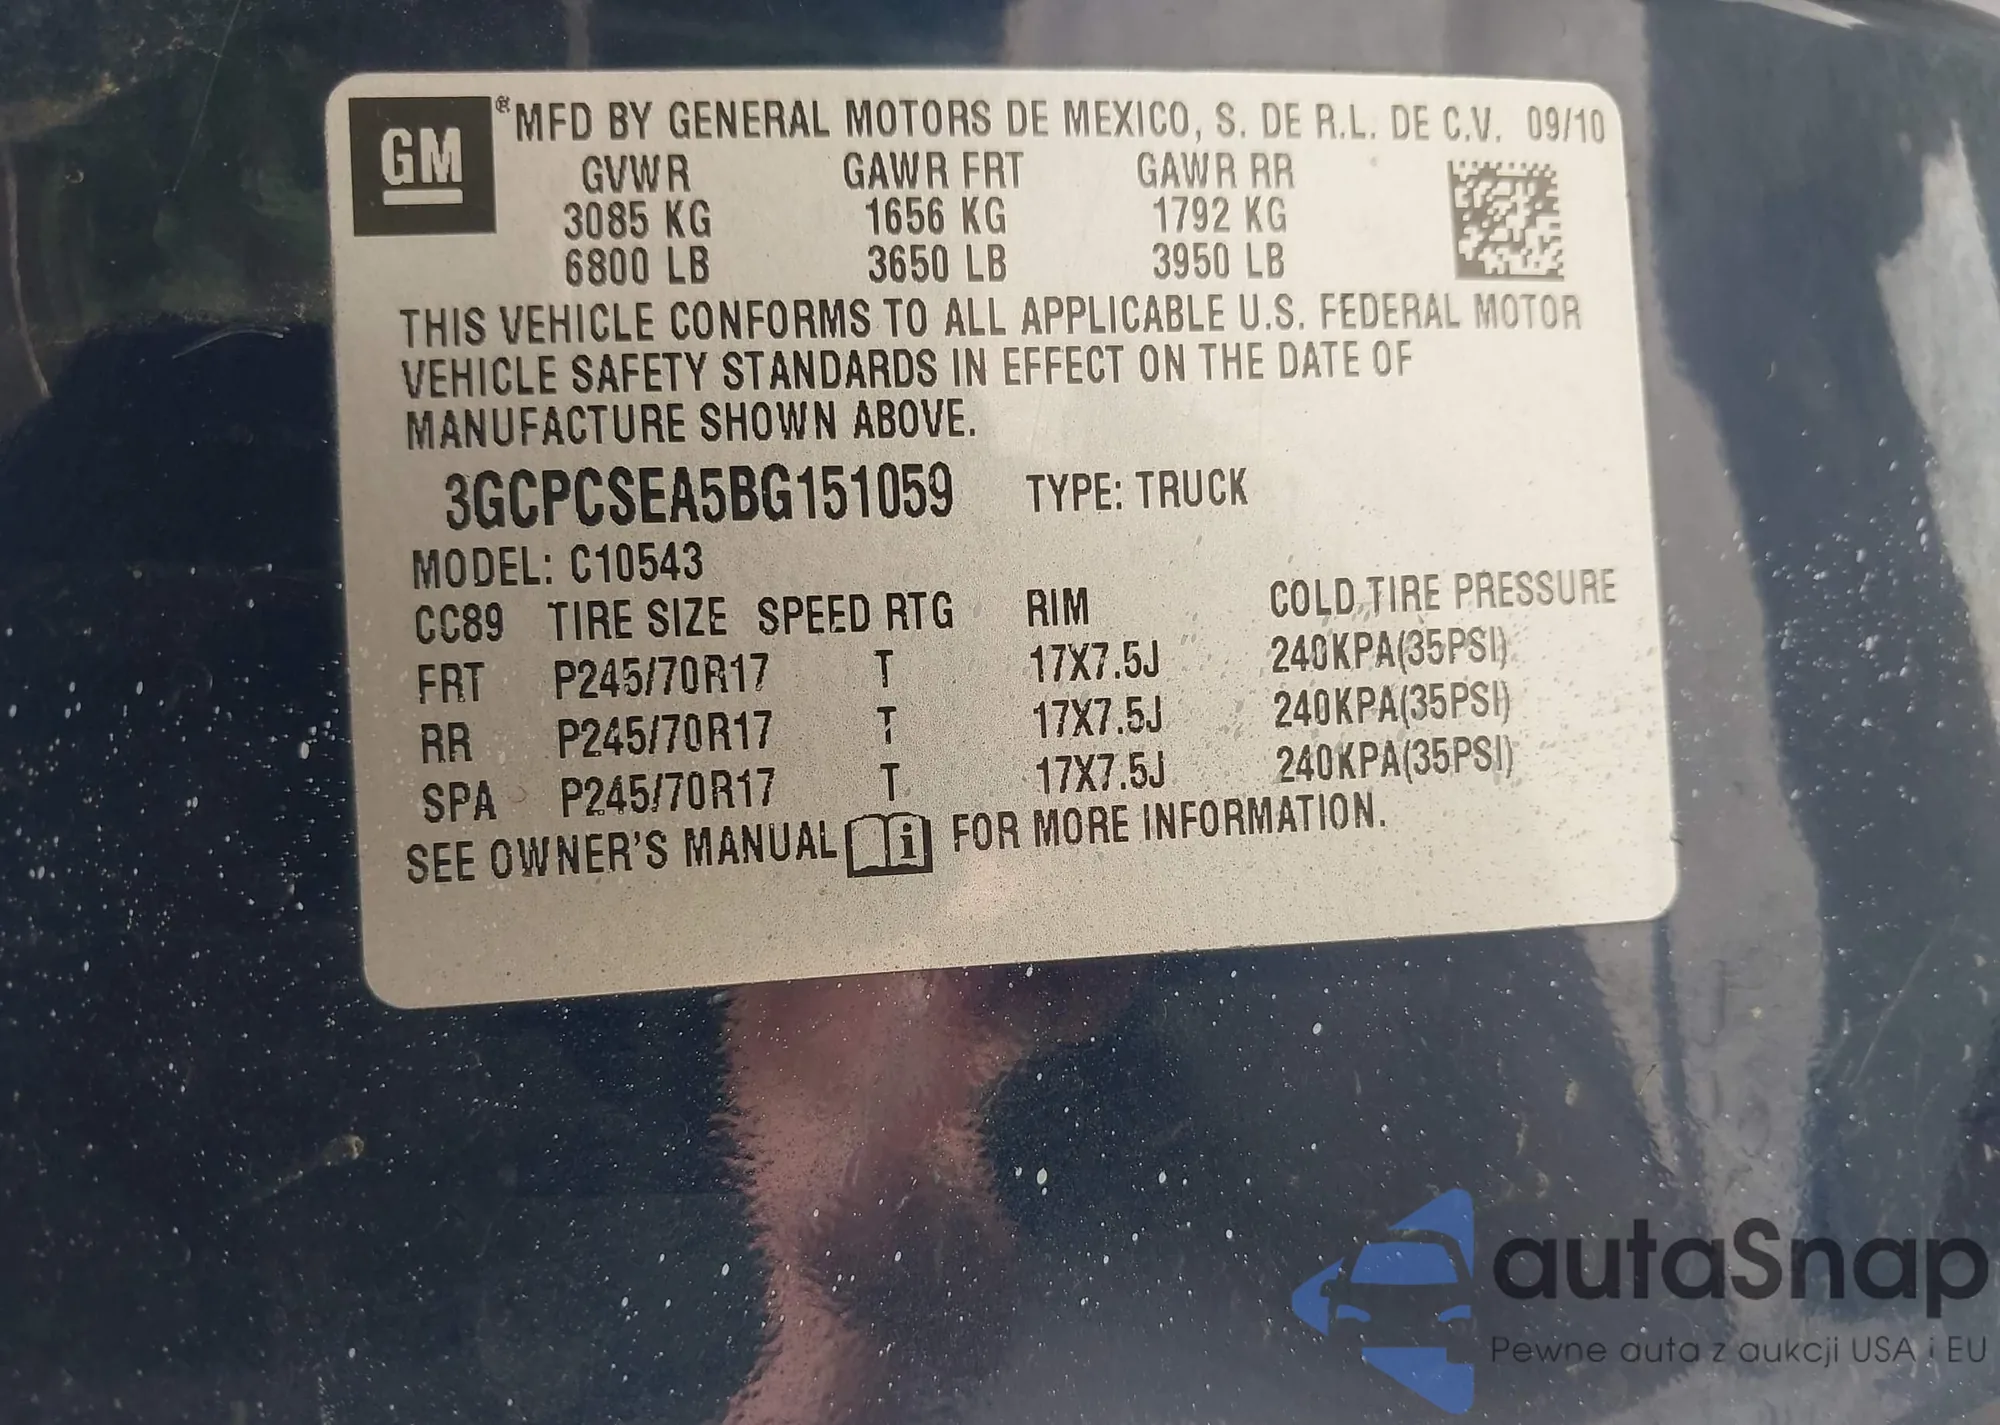 GM ® MFD BY GENERAL MOTORS DE MEXICO, S. DE R.L. DE C.V. 09/10
GVWR GAWR FRT GAWR RR
3085 KG 1656 KG 1792 KG
6800 LB 3650 LB 3950 LB
THIS VEHICLE CONFORMS TO ALL APPLICABLE U.S. FEDERAL MOTOR
VEHICLE SAFETY STANDARDS IN EFFECT ON THE DATE OF
MANUFACTURE SHOWN ABOVE.
3GCPCSEA5BG151059 TYPE: TRUCK
MODEL: C10543
CC89 TIRE SIZE SPEED RTG RIM COLD TIRE PRESSURE
FRT P245/70R17 T 17X7.5J 240KPA(35PSI)
RR P245/70R17 T 17X7.5J 240KPA(35PSI)
SPA P245/70R17 T 17X7.5J 240KPA(35PSI)
SEE OWNER'S MANUAL i FOR MORE INFORMATION.
autaSnap
Pewne auta z aukcji USA i EU